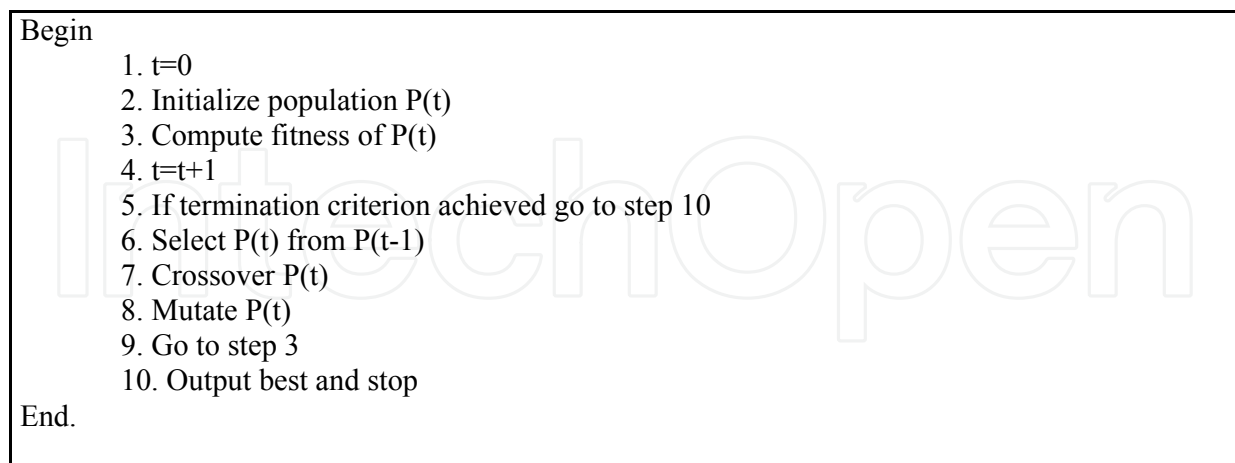 Begin
1. t=0
2. Initialize population P(t)
3. Compute fitness of P(t)
4. t=t+1
5. If termination criterion achieved go to step 10
6. Select P(t) from P(t-1)
7. Crossover P(t)
8. Mutate P(t)
9. Go to step 3
10. Output best and stop
End.
IntechOpen